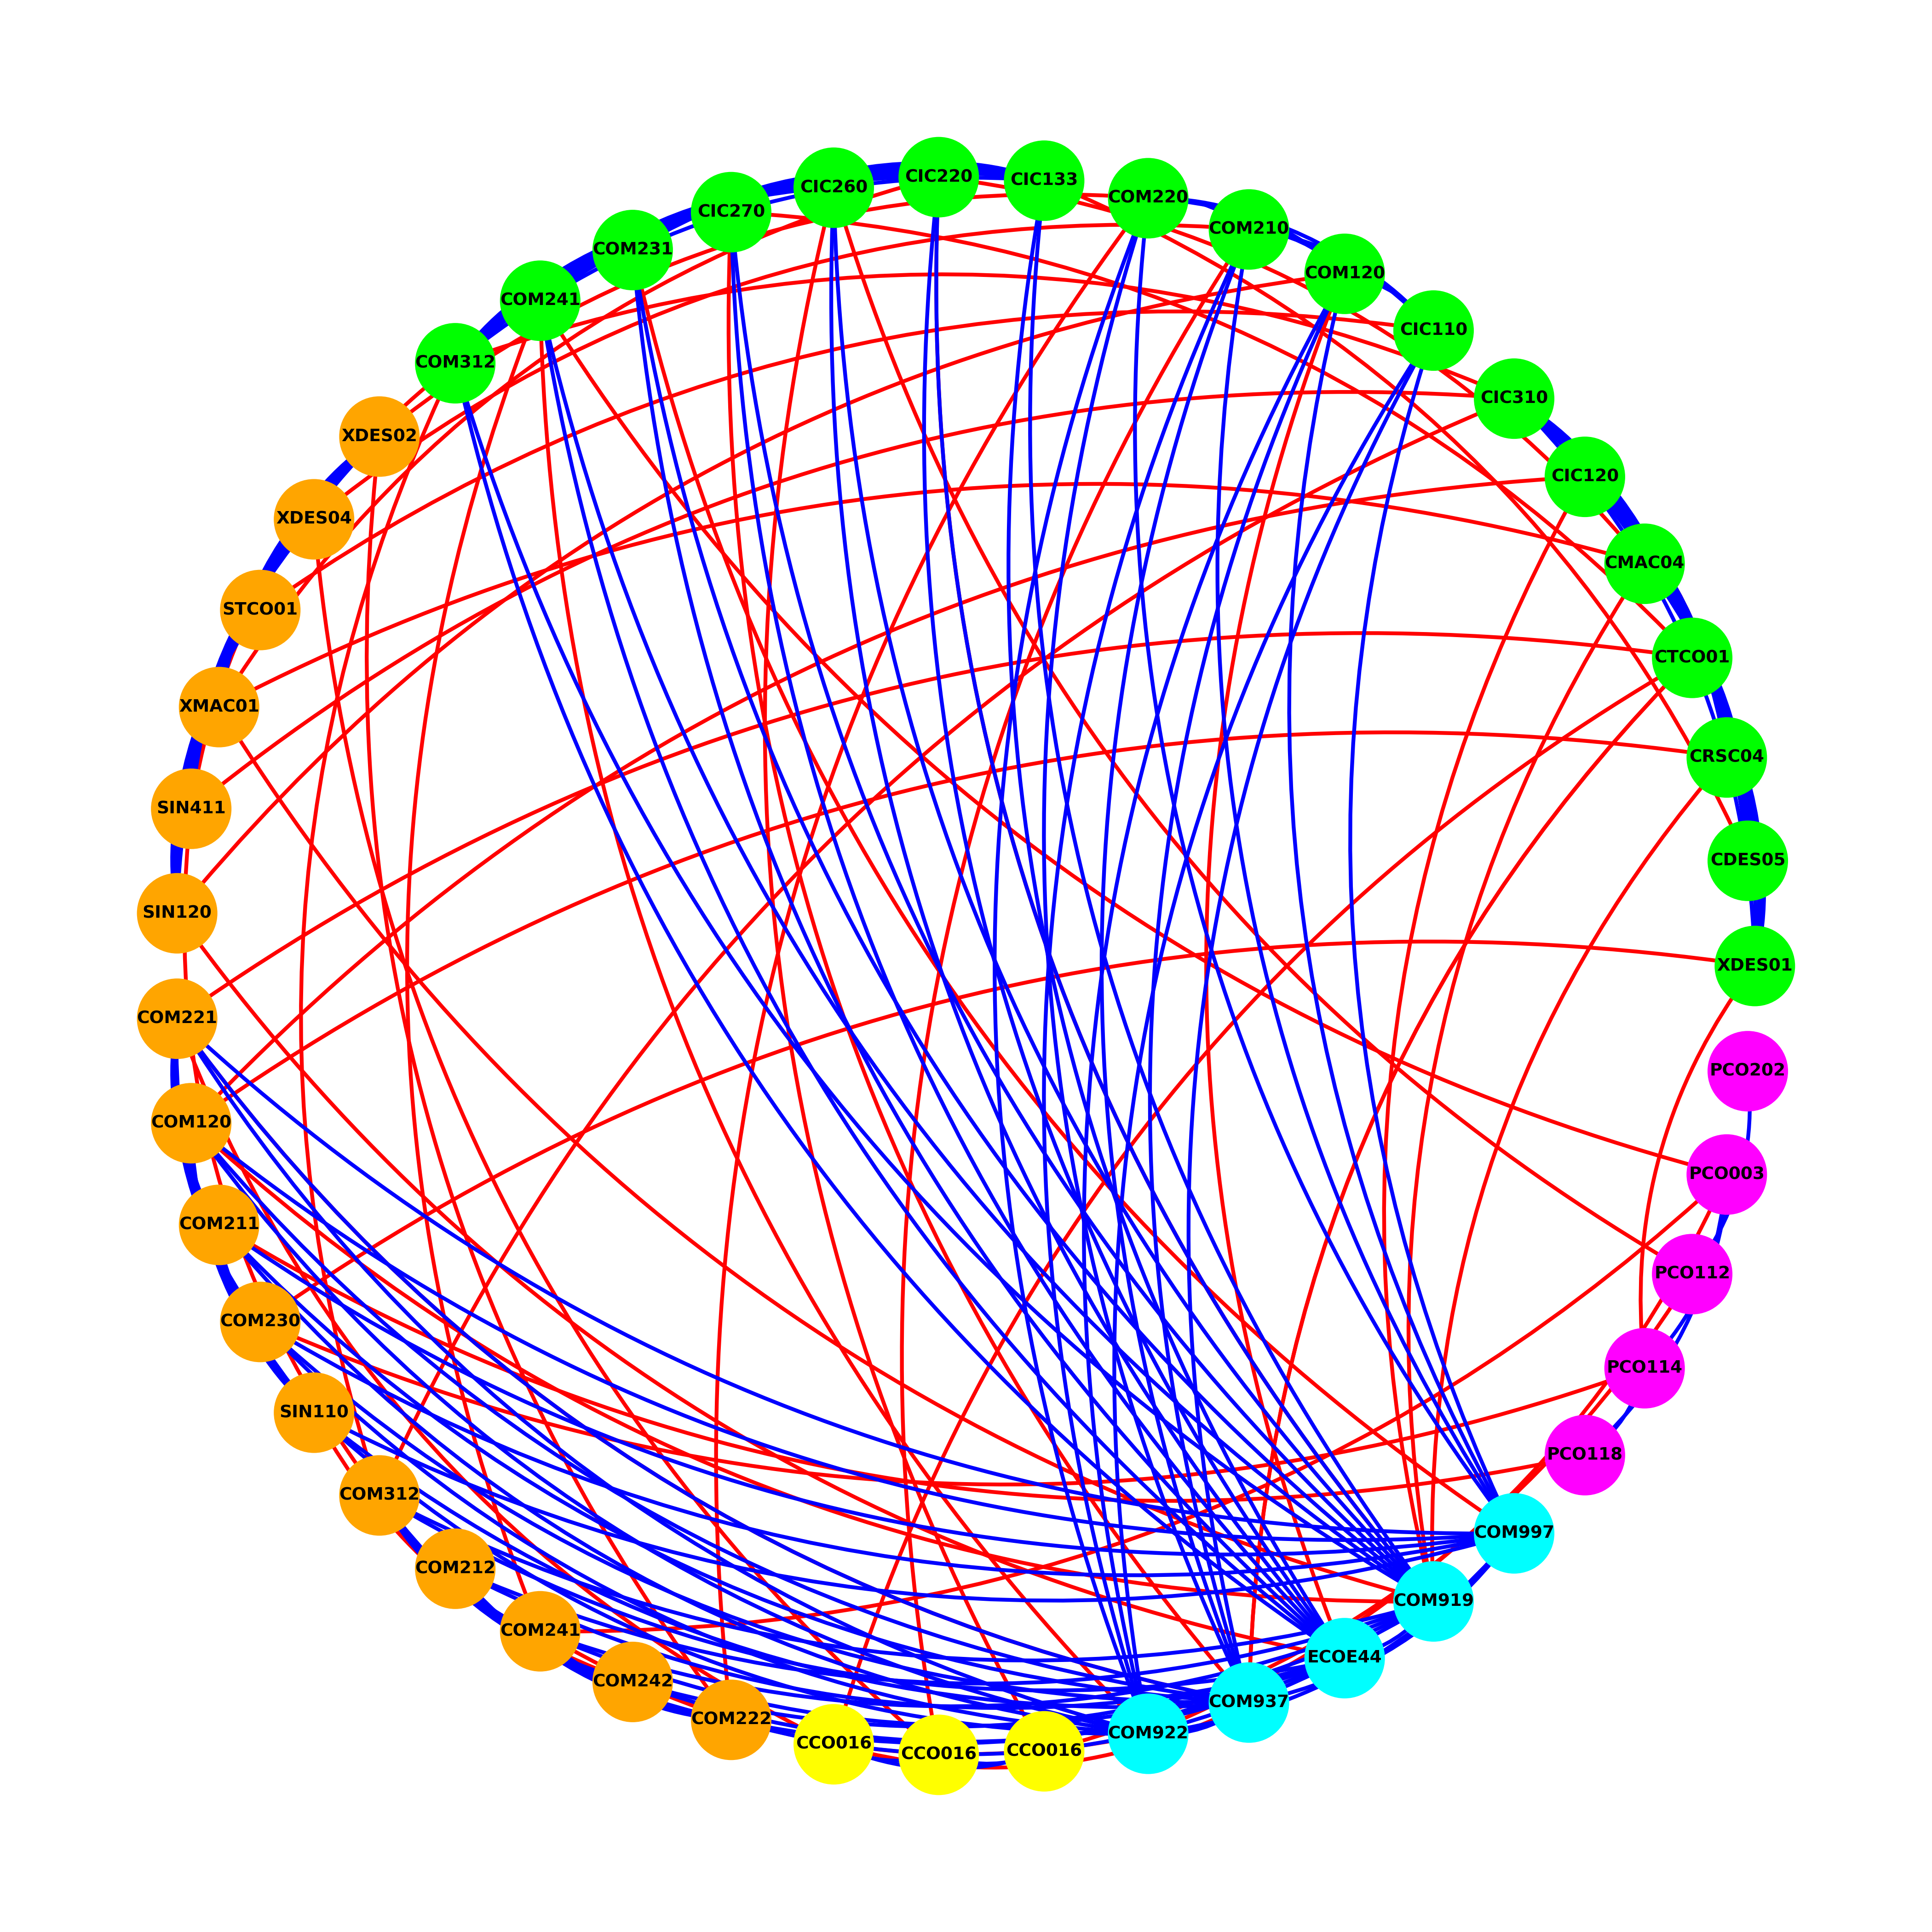 CIC220
CIC133
CIC260
COM220
CIC270
COM210
COM231
COM120
COM241
CIC110
COM312
CIC310
XDES02
CIC120
XDES04
CMAC04
STCO01
CTCO01
XMAC01
CRSC04
SIN411
CDES05
SIN120
XDES01
COM221
PCO202
COM120
PCO003
COM211
PCO112
COM230
PCO114
SIN110
PCO118
COM312
COM997
COM212
COM919
COM241
ECOE44
COM242
COM937
COM222
COM922
CCO016
CCO016
CCO016